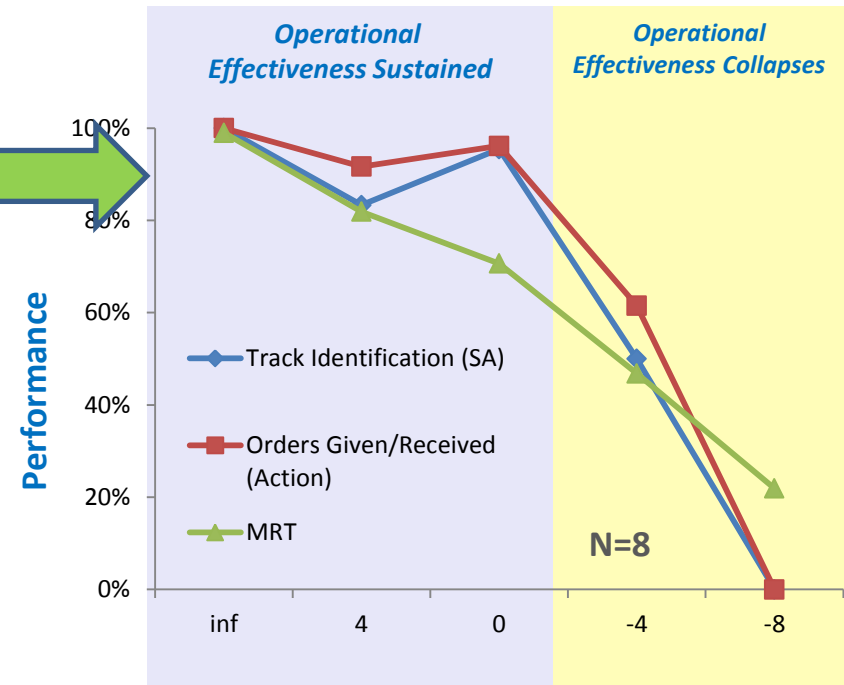 Operational
Effectiveness Sustained
Operational
Effectiveness Collapses
100%
80%
60%
40%
20%
0%
Performance
Track Identification (SA)
Orders Given/Received
(Action)
MRT
N=8
inf
4
0
-4
-8